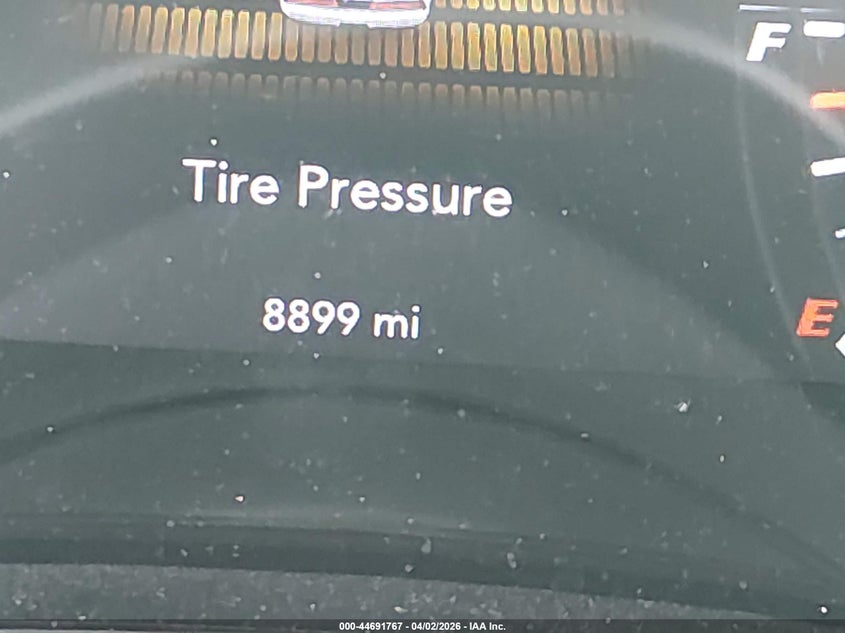 F
Tire Pressure
8899 mi
E
000-44691767 - 04/02/2026 - IAA Inc.